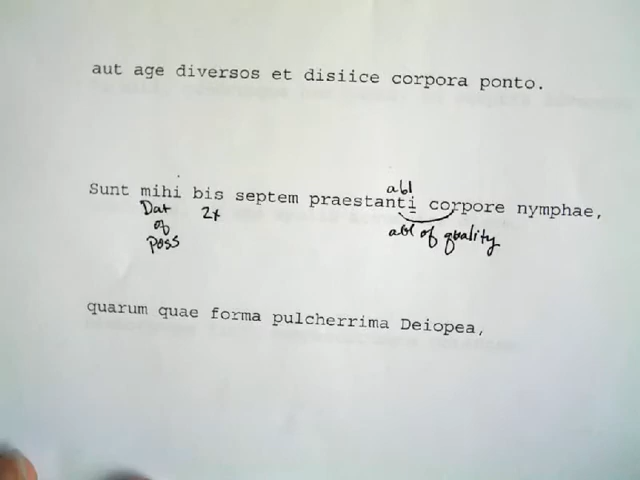 aut age diversos et disiice corpora ponto.
abl
Sunt mihi bis septem praestanti corpore nymphae,
Dat of poss
2x
abl of quality
quarum quae forma pulcherrima Deiopea,